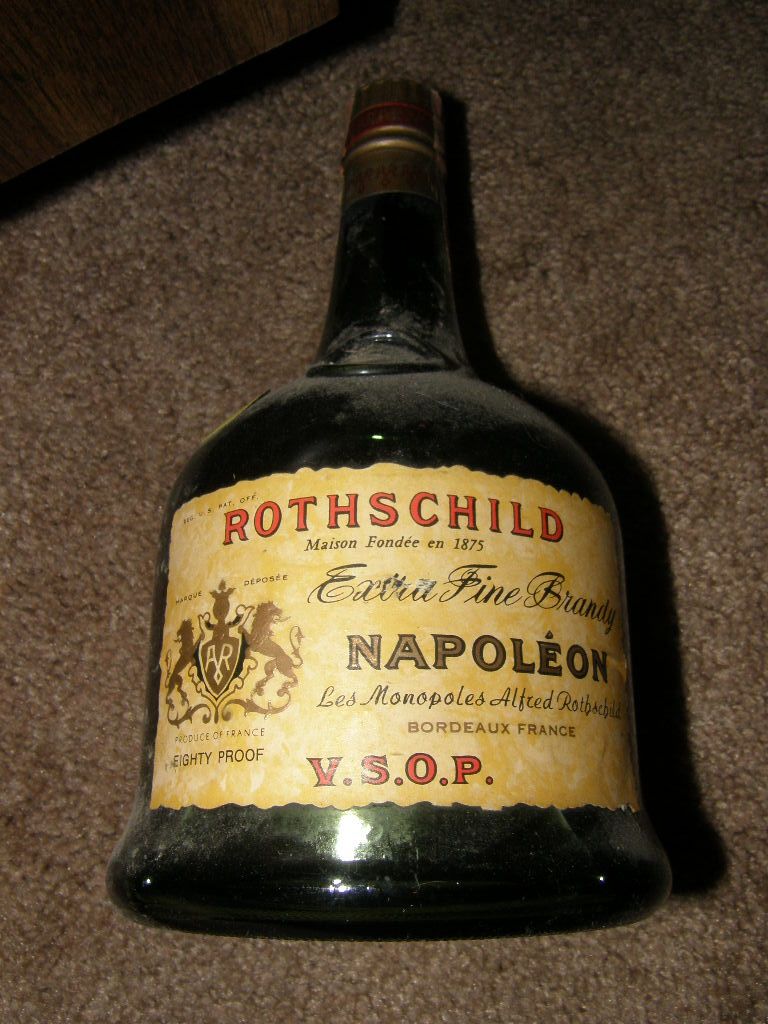 REG. U.S. PAT. OFF.
ROTHSCHILD
Maison Fondée en 1875
Extra Fine Brandy
MARQUE DÉPOSÉE
AR
NAPOLÉON
Les Monopoles Alfred Rothschild
BORDEAUX FRANCE
PRODUCE OF FRANCE
EIGHTY PROOF
V.S.O.P.